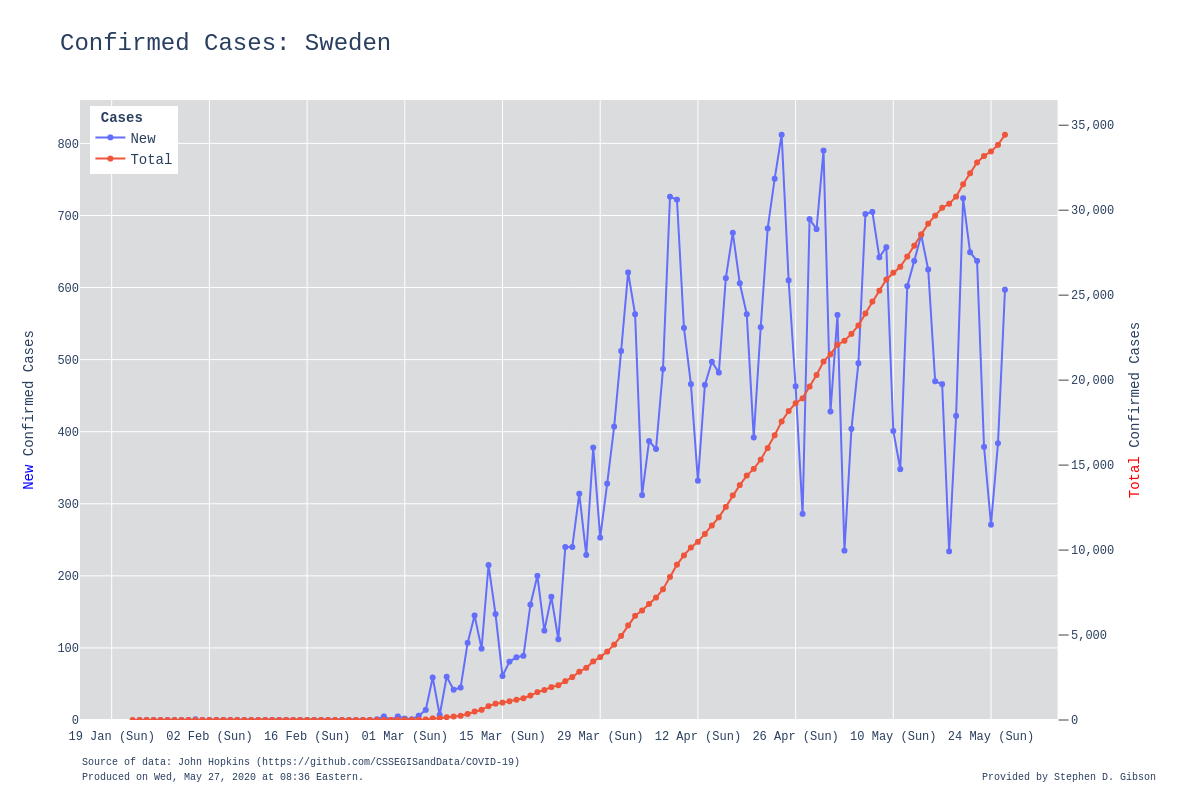 Confirmed Cases: Sweden
Cases
New
Total
800
700
600
500
400
300
200
100
0
New Confirmed Cases
35,000
30,000
25,000
20,000
15,000
10,000
5,000
0
Total Confirmed Cases
19 Jan (Sun) 02 Feb (Sun) 16 Feb (Sun) 01 Mar (Sun) 15 Mar (Sun) 29 Mar (Sun) 12 Apr (Sun) 26 Apr (Sun) 10 May (Sun) 24 May (Sun)
Source of data: John Hopkins (https://github.com/CSSEGISandData/COVID-19)
Produced on Wed, May 27, 2020 at 08:36 Eastern.
Provided by Stephen D. Gibson